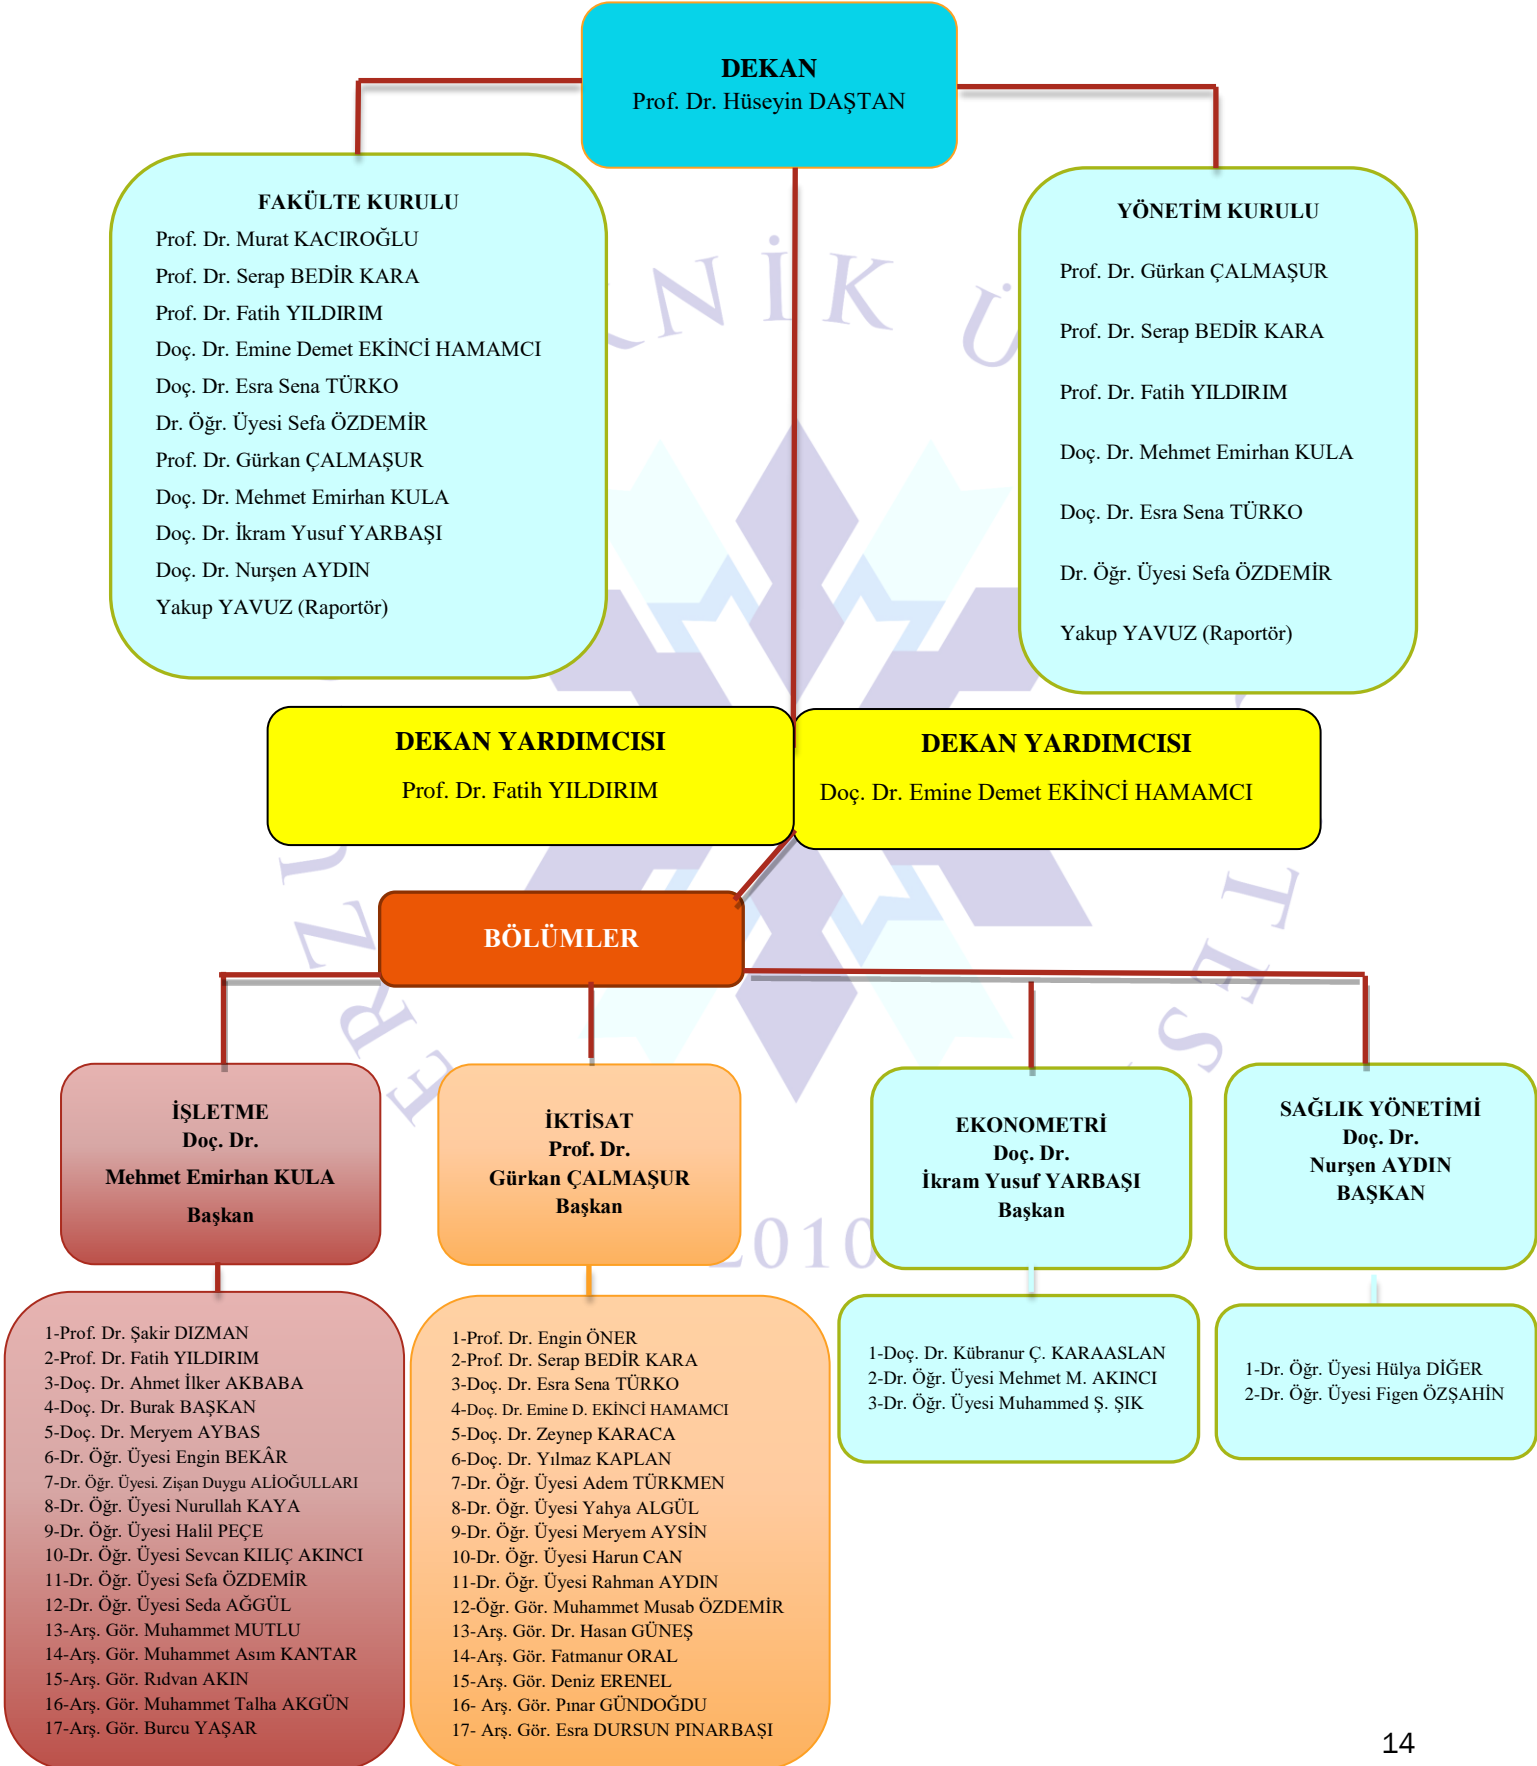 DEKAN
Prof. Dr. Hüseyin DAŞTAN
FAKÜLTE KURULU
Prof. Dr. Murat KACIROĞLU
Prof. Dr. Serap BEDİR KARA
Prof. Dr. Fatih YILDIRIM
Doç. Dr. Emine Demet EKİNCİ HAMAMCI
Doç. Dr. Esra Sena TÜRKO
Dr. Öğr. Üyesi Sefa ÖZDEMİR
Prof. Dr. Gürkan ÇALMAŞUR
Doç. Dr. Mehmet Emirhan KULA
Doç. Dr. İkram Yusuf YARBAŞI
Doç. Dr. Nurşen AYDIN
Yakup YAVUZ (Raportör)
YÖNETİM KURULU
Prof. Dr. Gürkan ÇALMAŞUR
Prof. Dr. Serap BEDİR KARA
Prof. Dr. Fatih YILDIRIM
Doç. Dr. Mehmet Emirhan KULA
Doç. Dr. Esra Sena TÜRKO
Dr. Öğr. Üyesi Sefa ÖZDEMİR
Yakup YAVUZ (Raportör)
DEKAN YARDIMCISI
Prof. Dr. Fatih YILDIRIM
DEKAN YARDIMCISI
Doç. Dr. Emine Demet EKİNCİ HAMAMCI
BÖLÜMLER
İŞLETME
Doç. Dr.
Mehmet Emirhan KULA
Başkan
İKTİSAT
Prof. Dr.
Gürkan ÇALMAŞUR
Başkan
EKONOMETRİ
Doç. Dr.
İkram Yusuf YARBAŞI
Başkan
SAĞLIK YÖNETİMİ
Doç. Dr.
Nurşen AYDIN
BAŞKAN
1-Prof. Dr. Şakir DIZMAN
2-Prof. Dr. Fatih YILDIRIM
3-Doç. Dr. Ahmet İlker AKBABA
4-Doç. Dr. Burak BAŞKAN
5-Doç. Dr. Meryem AYBAS
6-Dr. Öğr. Üyesi Engin BEKÂR
7-Dr. Öğr. Üyesi. Zişan Duygu ALİOĞULLARI
8-Dr. Öğr. Üyesi Nurullah KAYA
9-Dr. Öğr. Üyesi Halil PEÇE
10-Dr. Öğr. Üyesi Sevcan KILIÇ AKINCI
11-Dr. Öğr. Üyesi Sefa ÖZDEMİR
12-Dr. Öğr. Üyesi Seda AĞGÜL
13-Arş. Gör. Muhammet MUTLU
14-Arş. Gör. Muhammet Asım KANTAR
15-Arş. Gör. Rıdvan AKIN
16-Arş. Gör. Muhammet Talha AKGÜN
17-Arş. Gör. Burcu YAŞAR
1-Prof. Dr. Engin ÖNER
2-Prof. Dr. Serap BEDİR KARA
3-Doç. Dr. Esra Sena TÜRKO
4-Doç. Dr. Emine D. EKİNCİ HAMAMCI
5-Doç. Dr. Zeynep KARACA
6-Doç. Dr. Yılmaz KAPLAN
7-Dr. Öğr. Üyesi Adem TÜRKMEN
8-Dr. Öğr. Üyesi Yahya ALGÜL
9-Dr. Öğr. Üyesi Meryem AYSİN
10-Dr. Öğr. Üyesi Harun CAN
11-Dr. Öğr. Üyesi Rahman AYDIN
12-Öğr. Gör. Muhammet Musab ÖZDEMİR
13-Arş. Gör. Dr. Hasan GÜNEŞ
14-Arş. Gör. Fatmanur ORAL
15-Arş. Gör. Deniz ERENEL
16- Arş. Gör. Pınar GÜNDOĞDU
17- Arş. Gör. Esra DURSUN PINARBAŞI
1-Doç. Dr. Kübranur Ç. KARAASLAN
2-Dr. Öğr. Üyesi Mehmet M. AKINCI
3-Dr. Öğr. Üyesi Muhammed Ş. ŞIK
1-Dr. Öğr. Üyesi Hülya DİĞER
2-Dr. Öğr. Üyesi Figen ÖZŞAHİN
2010
14